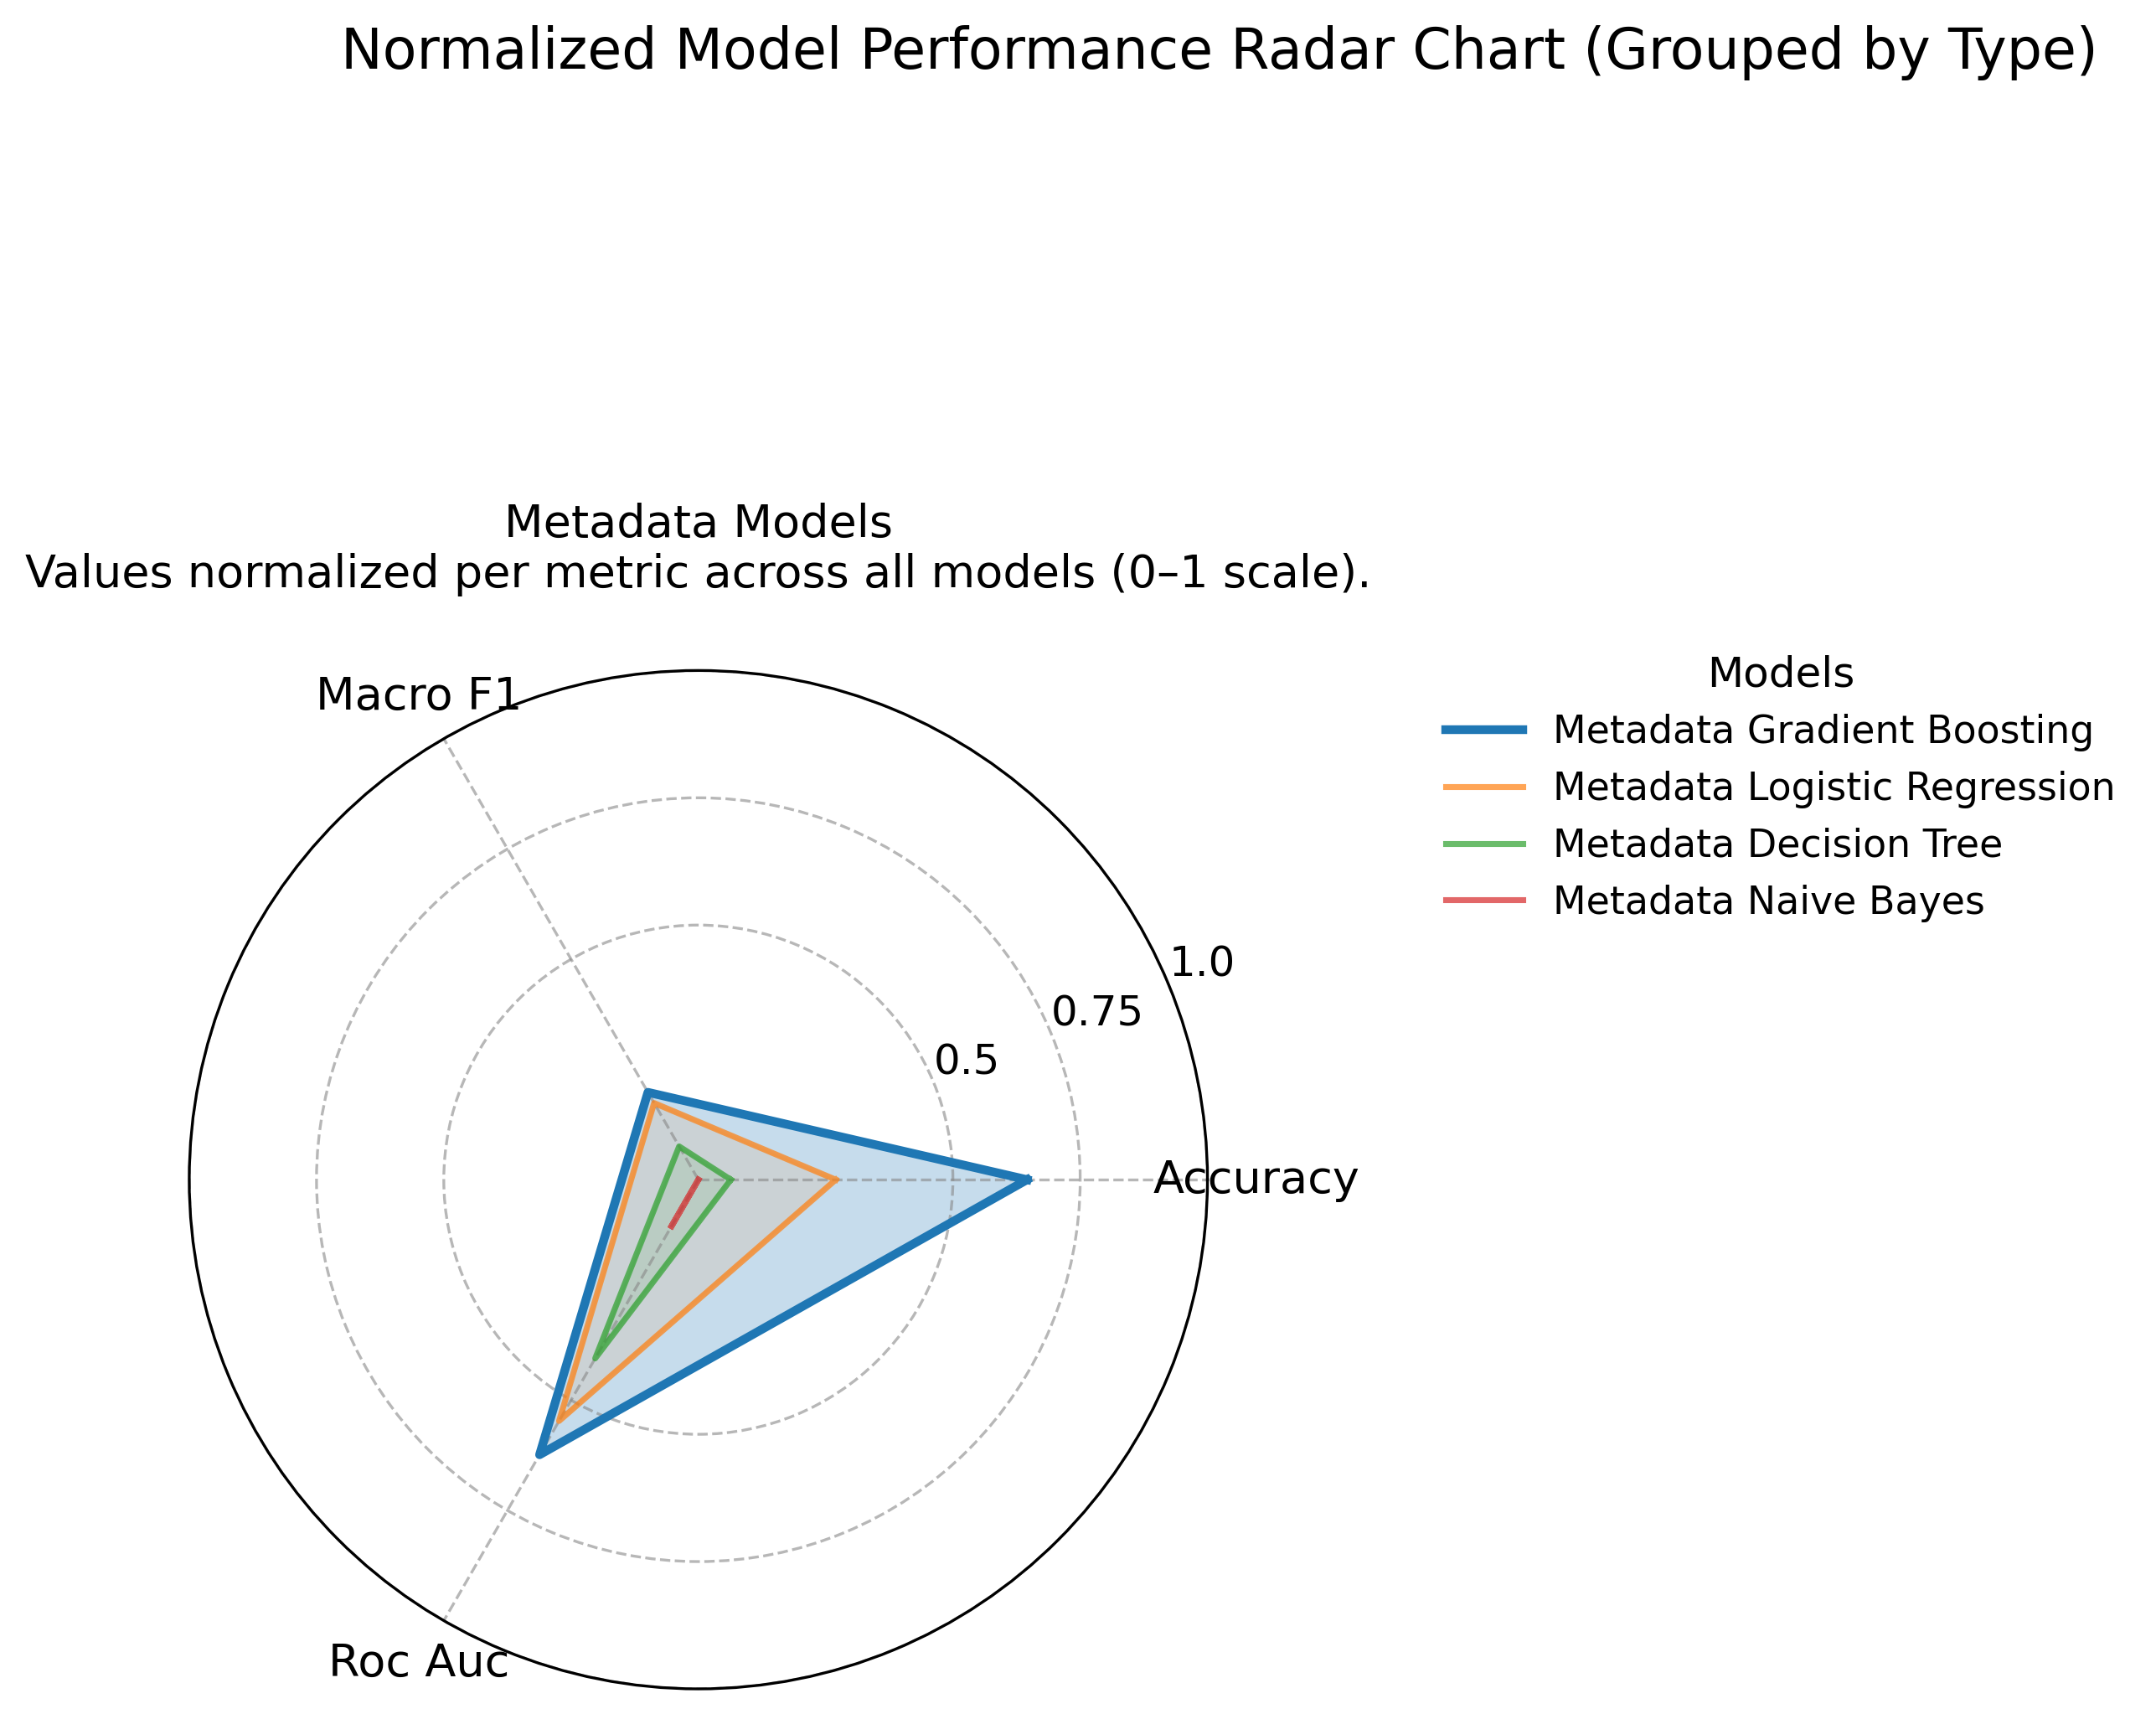 Normalized Model Performance Radar Chart (Grouped by Type)
Metadata Models
Values normalized per metric across all models (0–1 scale).
Macro F1
Models
Metadata Gradient Boosting
Metadata Logistic Regression
Metadata Decision Tree
Metadata Naive Bayes
1.0
0.75
0.5
Accuracy
Roc Auc